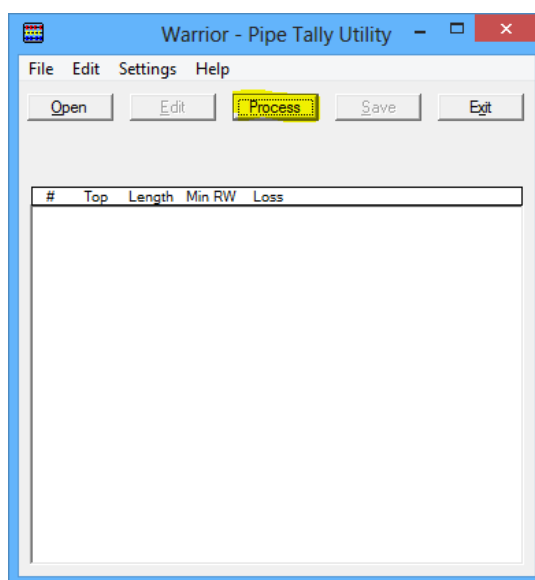 Warrior - Pipe Tally Utility
File Edit Settings Help
Open Edit Process Save Exit
# Top Length Min RW Loss